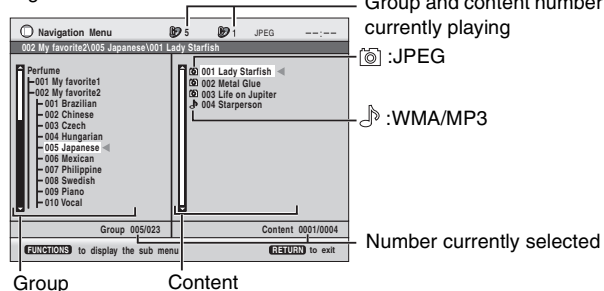 Group and content number
currently playing
Navigation Menu 5 1 JPEG --:--
002 My favorite2\005 Japanese\001 Lady Starfish
:JPEG
:WMA/MP3
Perfume
001 My favorite1
002 My favorite2
001 Brazilian
002 Chinese
003 Czech
004 Hungarian
005 Japanese
006 Mexican
007 Philippine
008 Swedish
009 Piano
010 Vocal
001 Lady Starfish
002 Metal Glue
003 Life on Jupiter
004 Starperson
Group 005/023
Content 0001/0004
Number currently selected
FUNCTIONS to display the sub menu
RETURN to exit
Group
Content